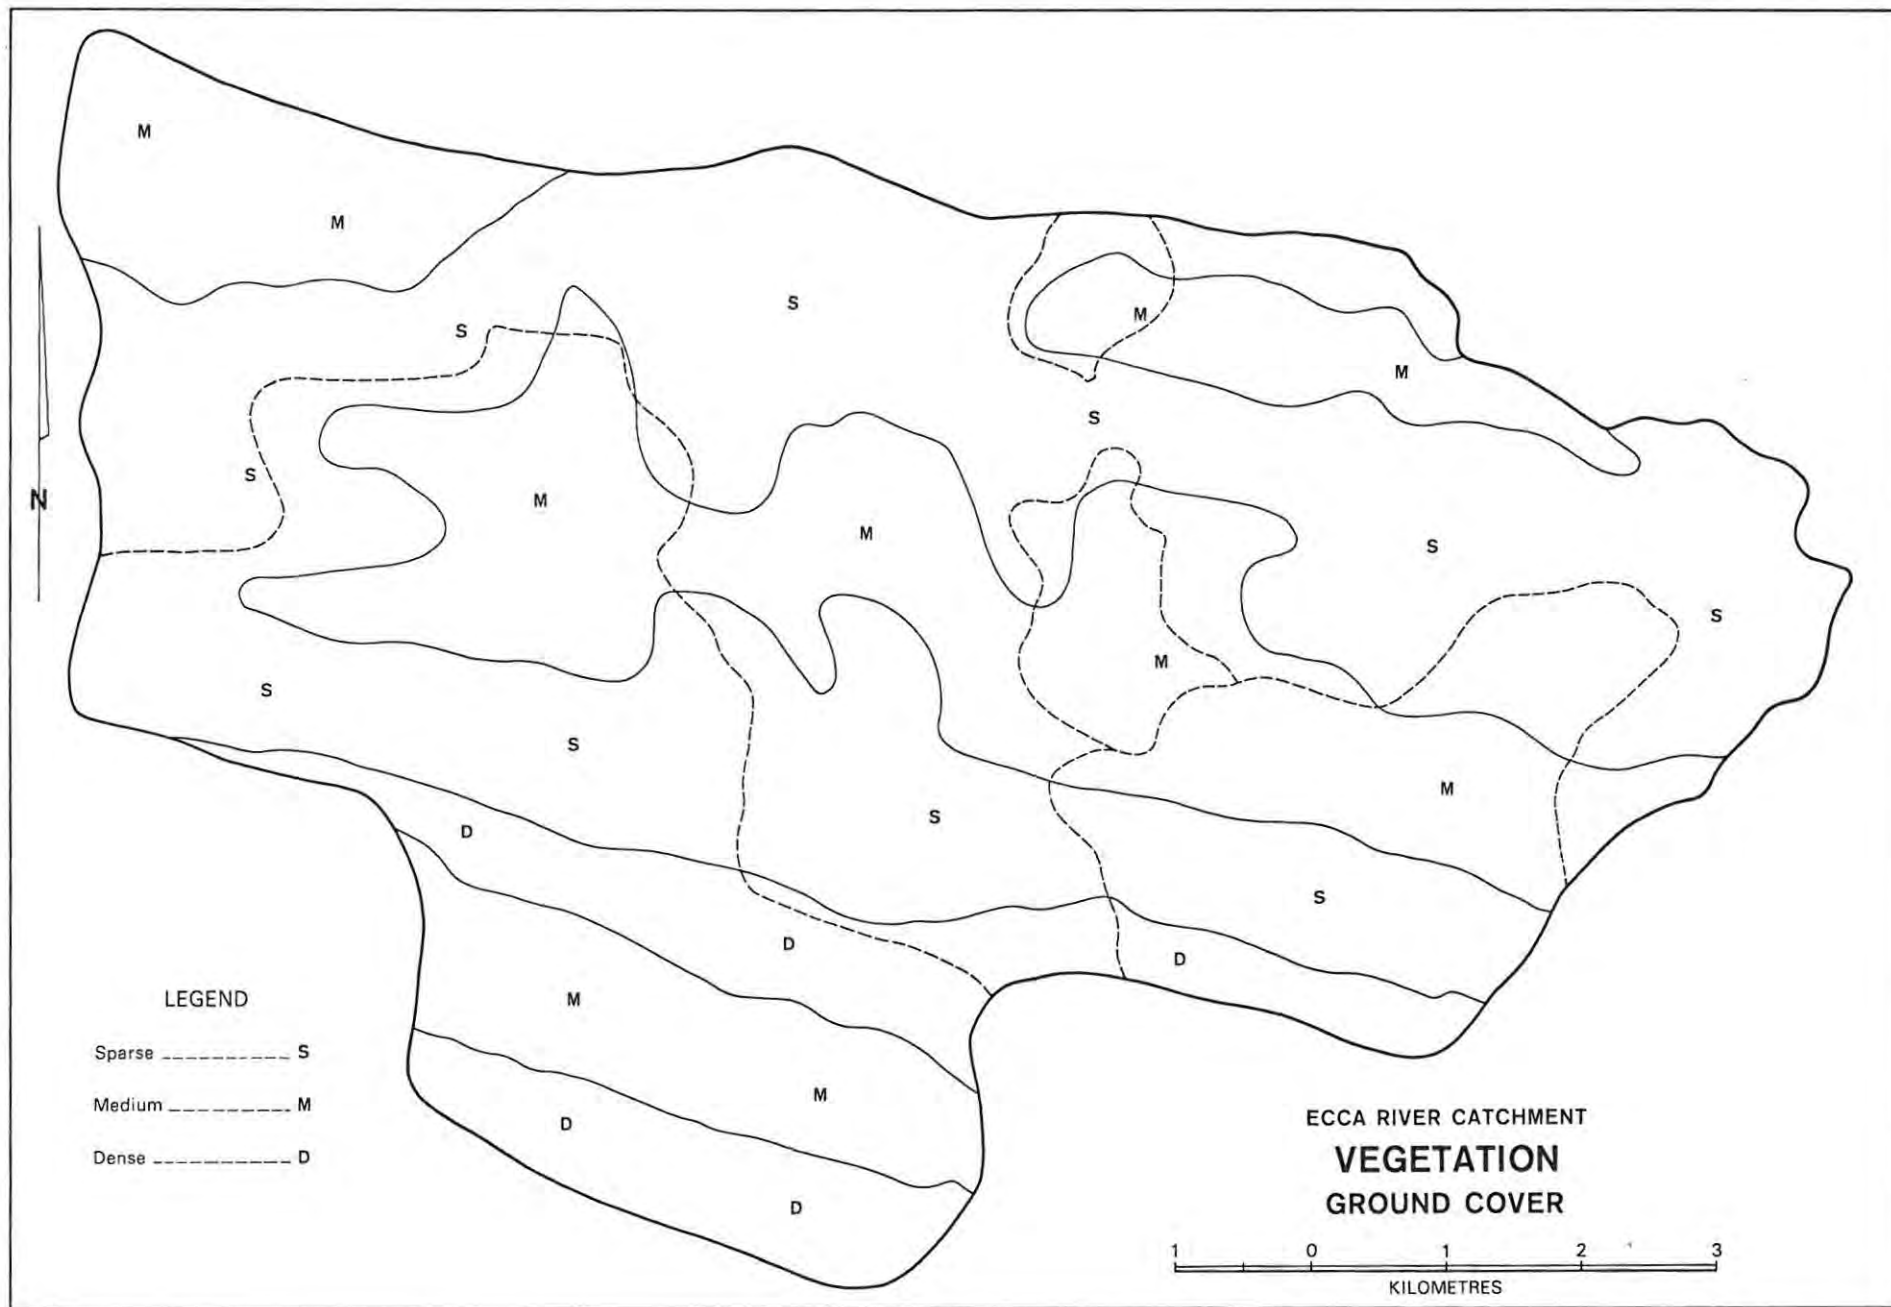 M
M
S
S
M
M
S
S
M
M
S
S
N
M
S
S
S
M
M
D
S
S
D
D
LEGEND
M
Sparse S
M
Medium M
D
Dense D
D
ECCA RIVER CATCHMENT
VEGETATION
GROUND COVER
1 0 1 2 3
KILOMETRES